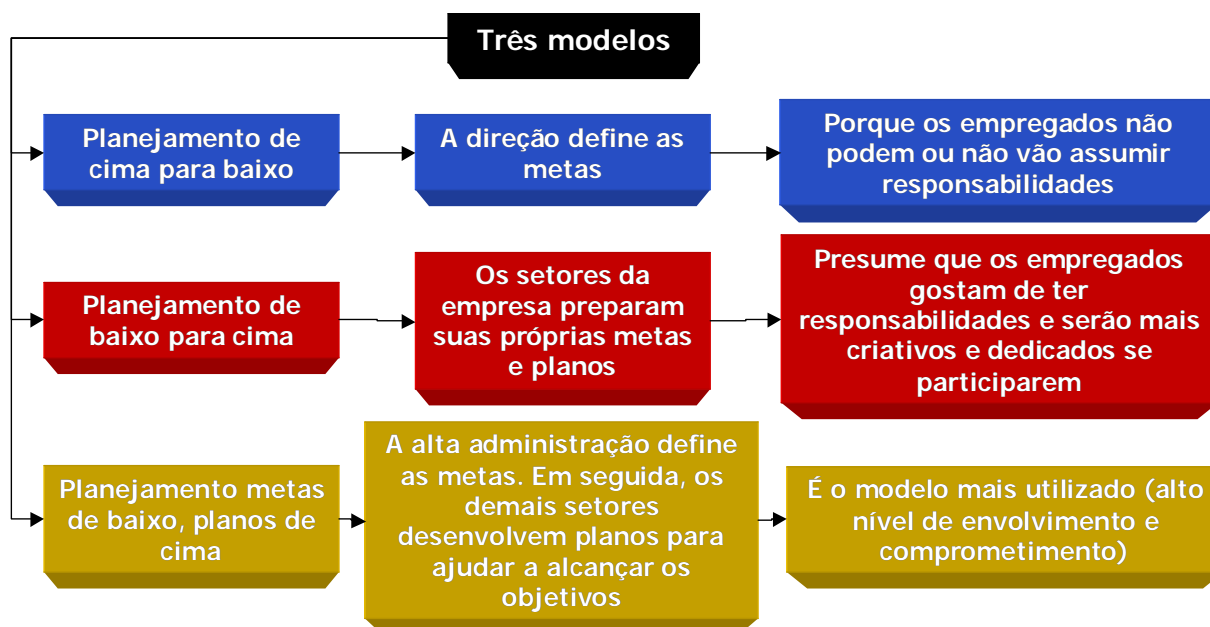 Três modelos
Planejamento de
cima para baixo
A direção define as
metas
Porque os empregados não
podem ou não vão assumir
responsabilidades
Planejamento de
baixo para cima
Os setores da
empresa preparam
suas próprias metas
e planos
Presume que os empregados
gostam de ter
responsabilidades e serão mais
criativos e dedicados se
participarem
Planejamento metas
de baixo, planos de
cima
A alta administração define
as metas. Em seguida, os
demais setores
desenvolvem planos para
ajudar a alcançar os
objetivos
É o modelo mais utilizado (alto
nível de envolvimento e
comprometimento)